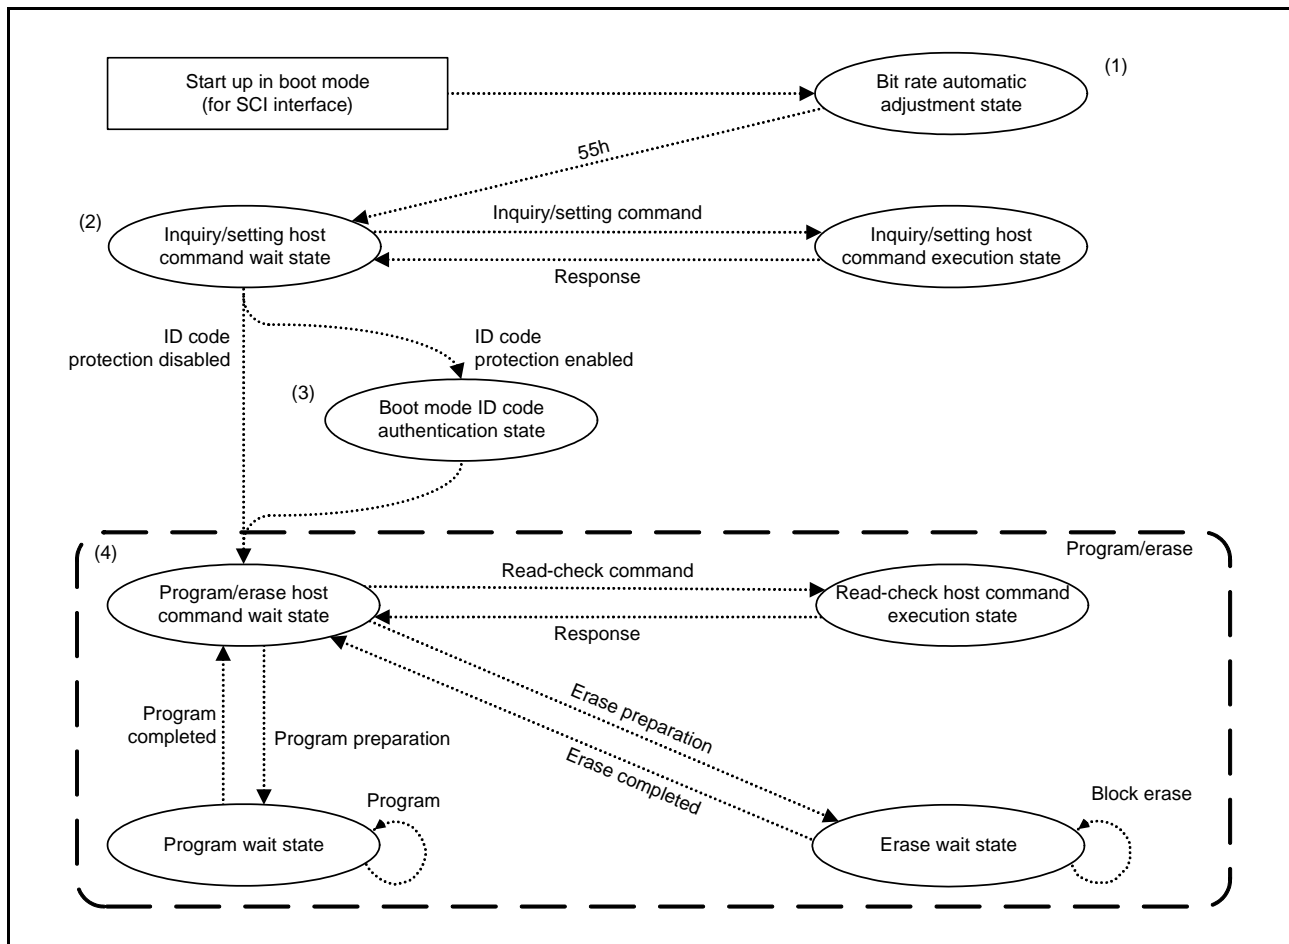 Start up in boot mode
(for SCI interface)
Bit rate automatic
adjustment state
(1)
55h
(2)
Inquiry/setting host
command wait state
Inquiry/setting command
Response
Inquiry/setting host
command execution state
ID code
protection disabled
ID code
protection enabled
(3)
Boot mode ID code
authentication state
(4)
Program/erase
Program/erase host
command wait state
Read-check command
Response
Read-check host command
execution state
Program
completed
Program preparation
Erase preparation
Erase completed
Program
Program wait state
Block erase
Erase wait state